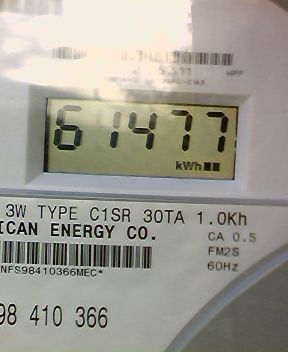 61477
kWh
3W TYPE C1SR 30TA 1.0Kh
ICAN ENERGY CO.
CA 0.5
FM2S
60Hz
NFS98410366MEC*
98 410 366